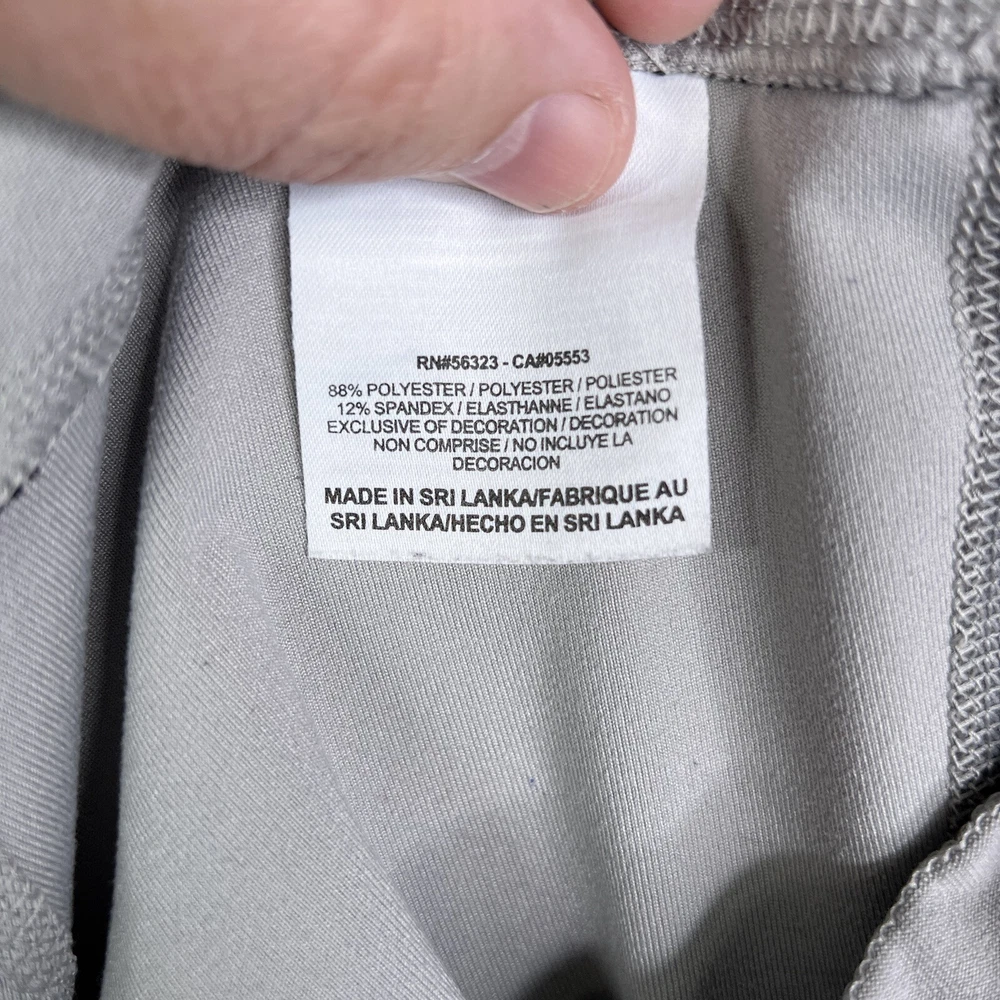 RN#56323 - CA#05553
88% POLYESTER / POLYESTER / POLIESTER
12% SPANDEX / ELASTHANNE / ELASTANO
EXCLUSIVE OF DECORATION / DECORATION
NON COMPRISE / NO INCLUYE LA
DECORACION
MADE IN SRI LANKA/FABRIQUE AU
SRI LANKA/HECHO EN SRI LANKA